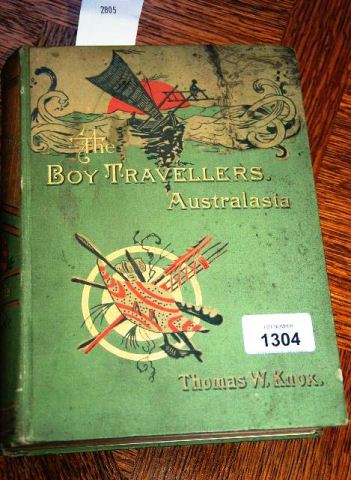 2805
The
BOY TRAVELLERS.
Australasia
LOT NUMBER
1304
Thomas W. Knox.